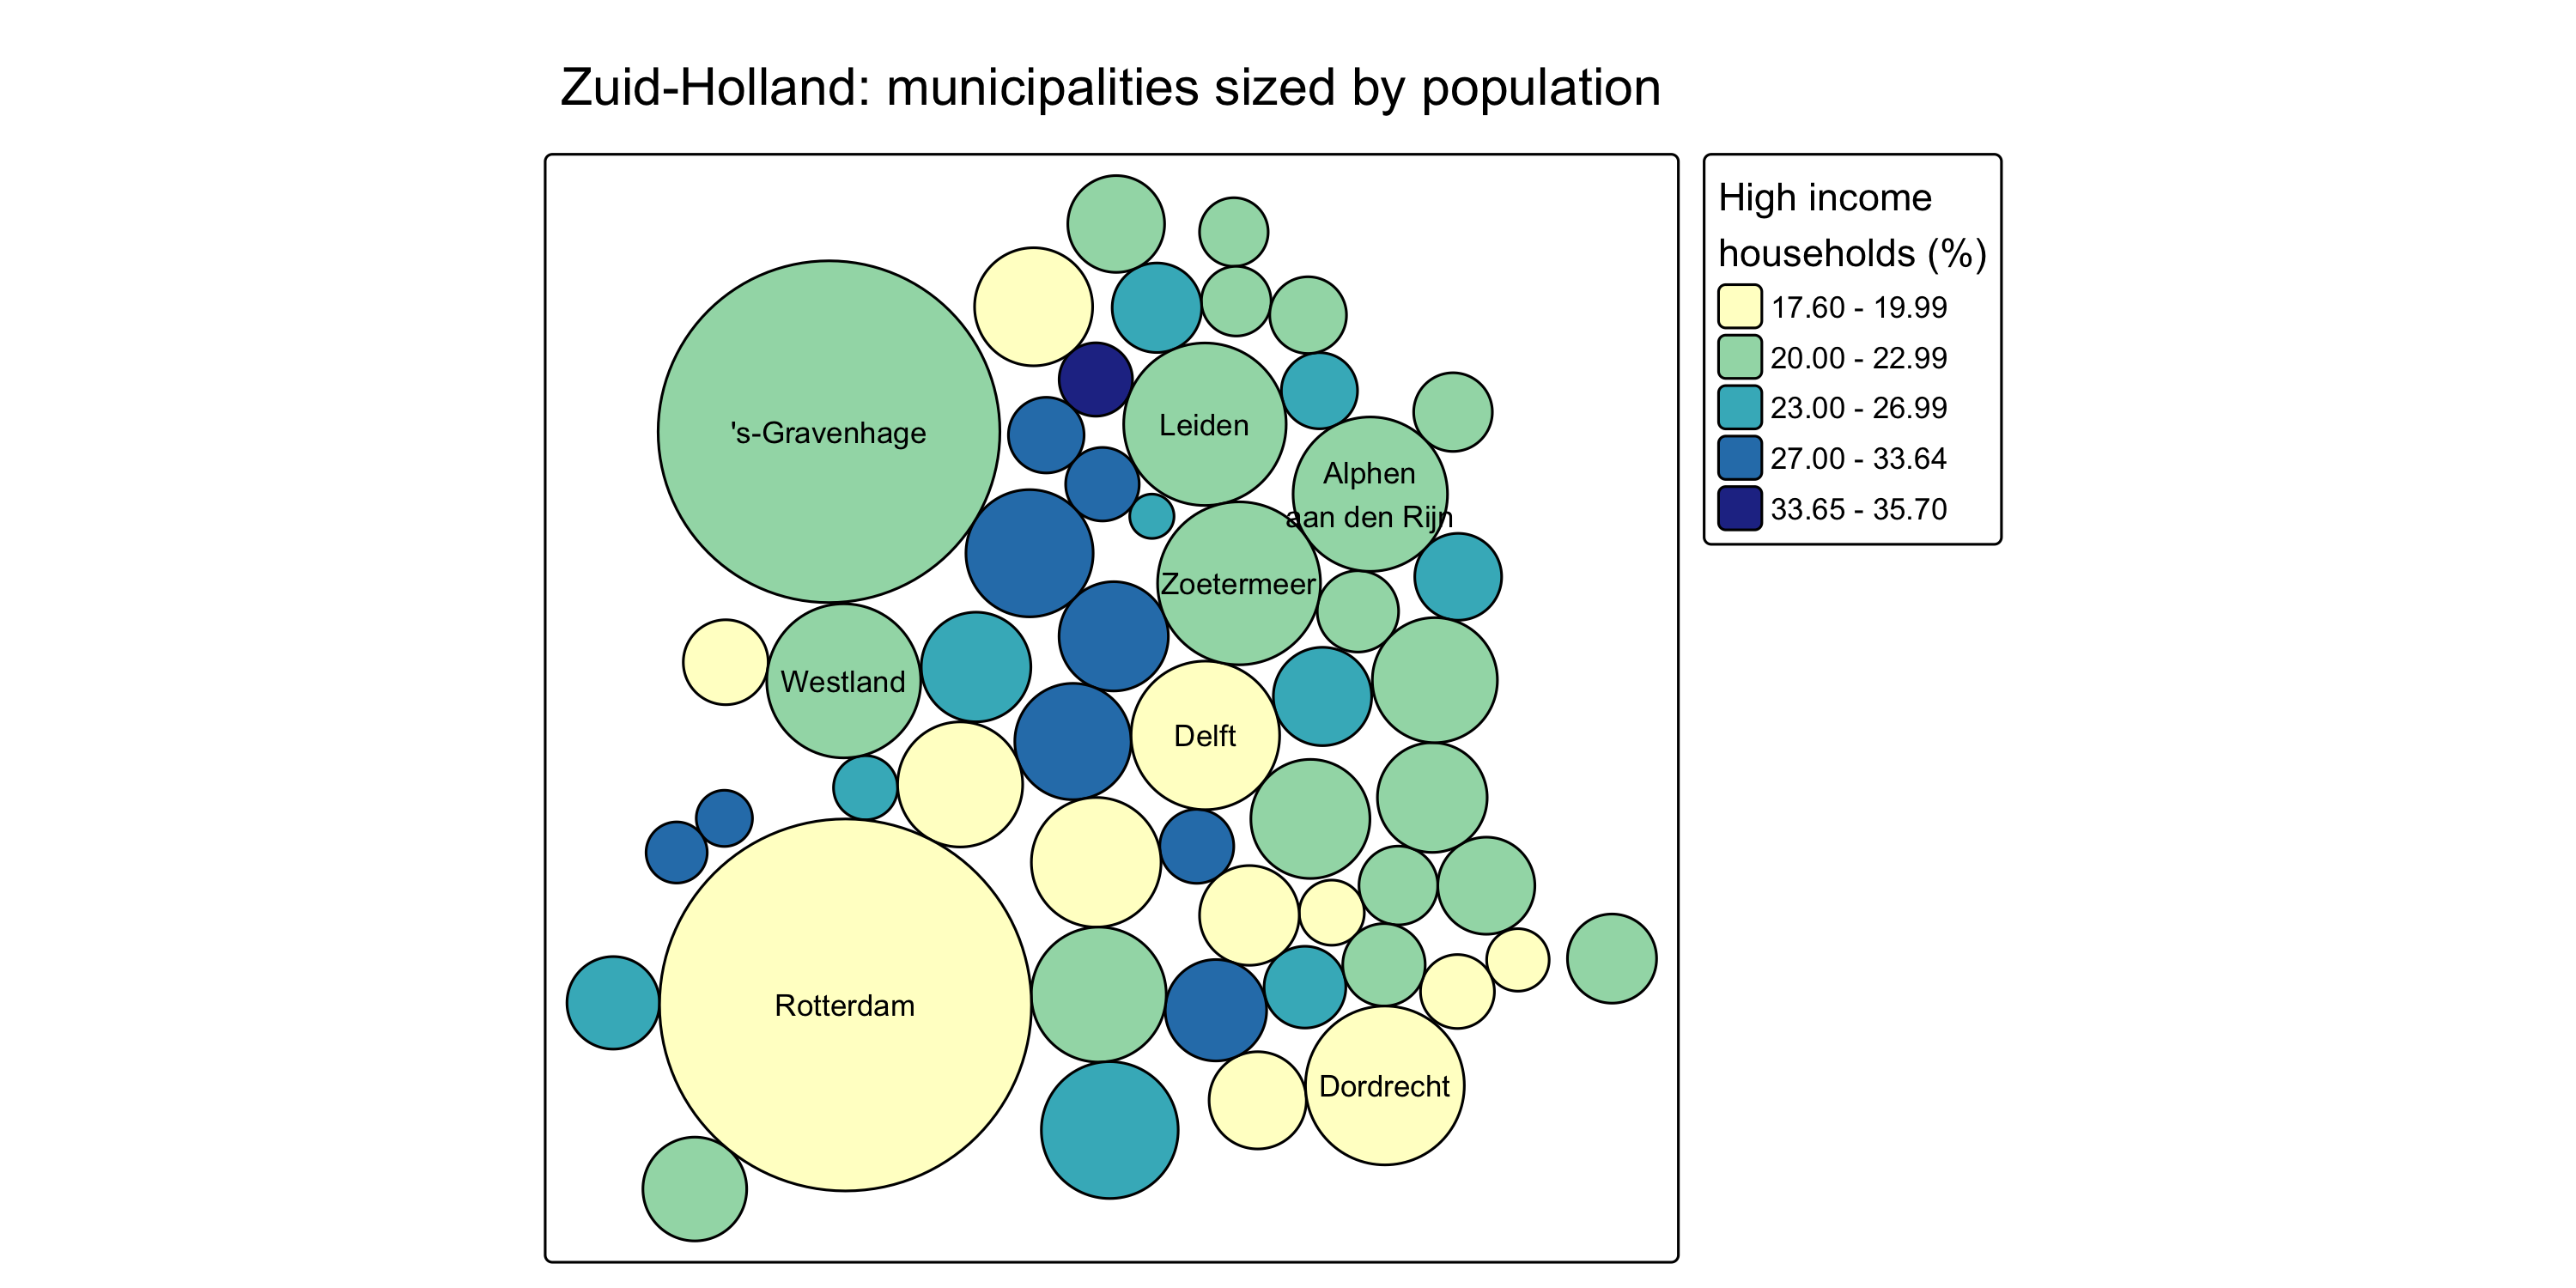 Zuid-Holland: municipalities sized by population
High income
households (%)
17.60 - 19.99
20.00 - 22.99
23.00 - 26.99
27.00 - 33.64
33.65 - 35.70
's-Gravenhage
Leiden
Alphen
aan den Rijn
Zoetermeer
Westland
Delft
Rotterdam
Dordrecht